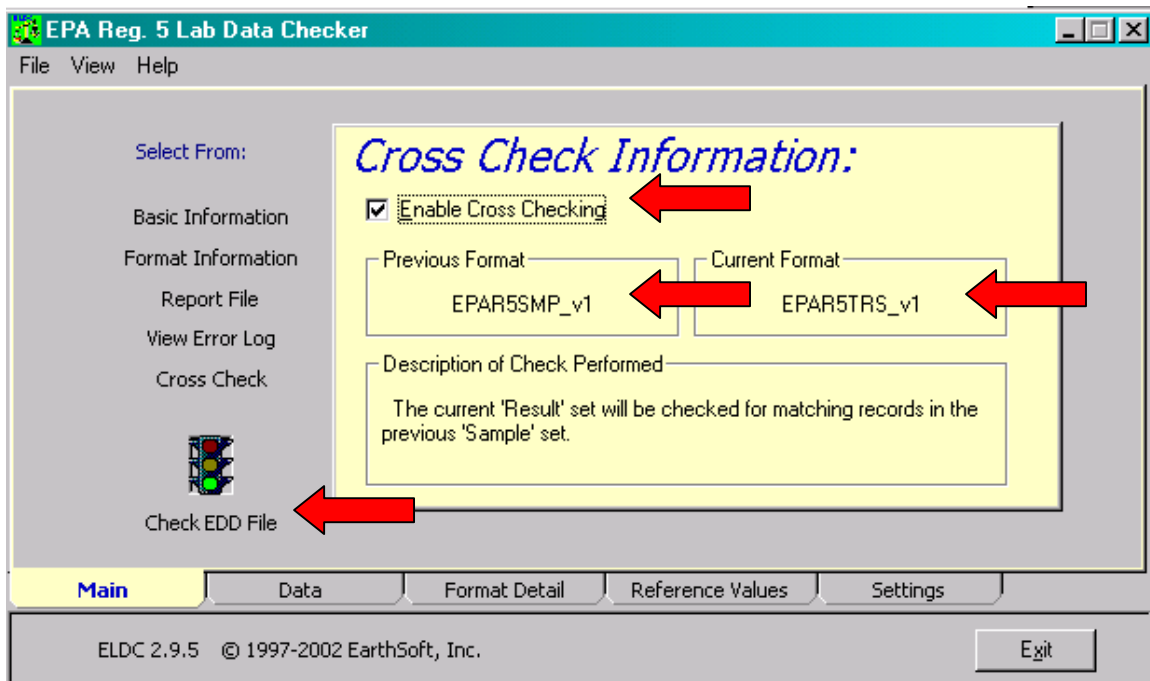 EPA Reg. 5 Lab Data Checker
File View Help
Select From:
Basic Information
Format Information
Report File
View Error Log
Cross Check
Check EDD File
Cross Check Information:
Enable Cross Checking
Previous Format
EPAR5SMP_v1
Current Format
EPAR5TRS_v1
Description of Check Performed
The current 'Result' set will be checked for matching records in the
previous 'Sample' set.
Main Data Format Detail Reference Values Settings
ELDC 2.9.5 © 1997-2002 EarthSoft, Inc.
Exit